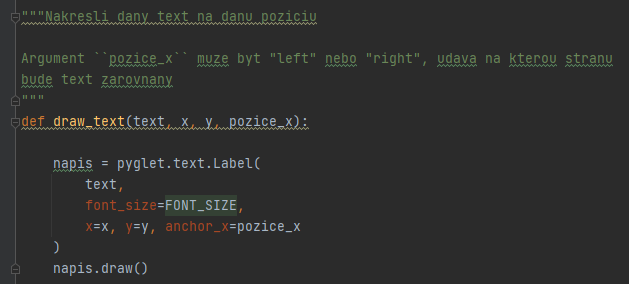 """Nakresli dany text na danu poziciu
Argument ``pozice_x`` muze byt "left" nebo "right", udava na kterou stranu
bude text zarovnany
"""
def draw_text(text, x, y, pozice_x):
napis = pyglet.text.Label(
text,
font_size=FONT_SIZE,
x=x, y=y, anchor_x=pozice_x
)
napis.draw()